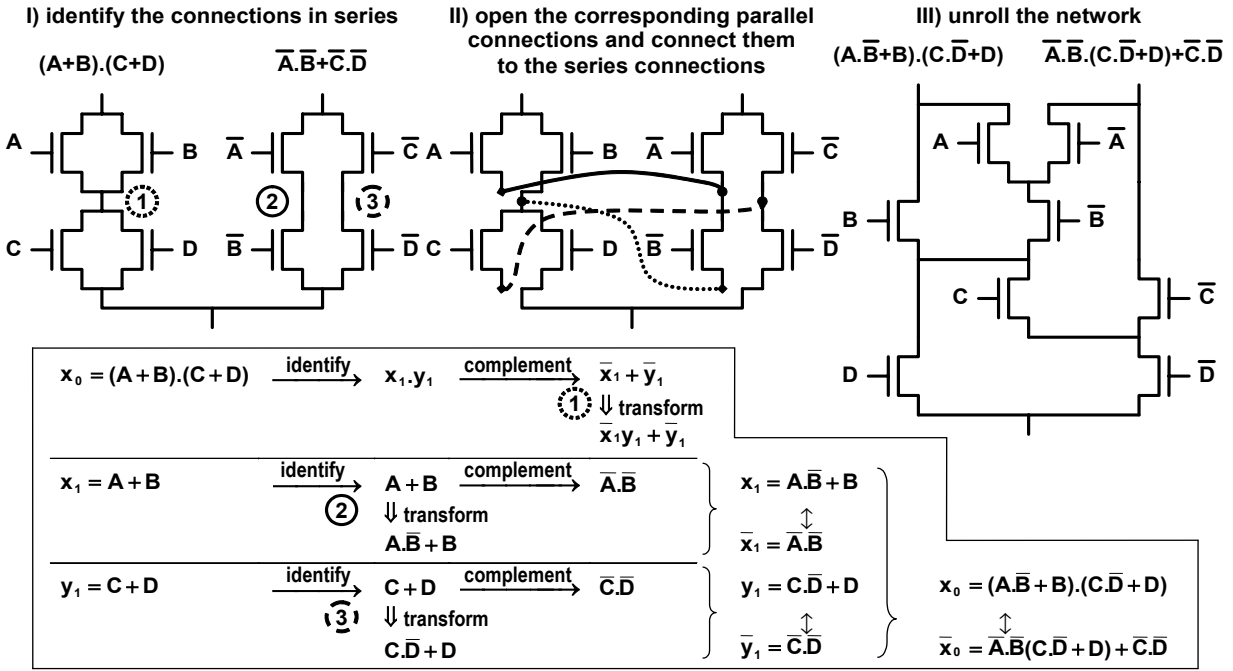 I) identify the connections in series
(A+B).(C+D)
A̅.B̅+C̅.D̅
A
B
A̅
C̅
1
2
3
C
D
B̅
D̅
II) open the corresponding parallel
connections and connect them
to the series connections
A
B
A̅
C̅
C
D
B̅
D̅
III) unroll the network
(A.B̅+B).(C.D̅+D)
A̅.B̅.(C.D̅+D)+C̅.D̅
A
A̅
B
B̅
C
C̅
D
D̅
x₀ = (A + B).(C + D) identify x₁.y₁ complement x̅₁ + y̅₁
1 ⇓ transform
x̅₁y₁ + y̅₁
x₁ = A + B identify A + B complement A̅.B̅
2 ⇓ transform
A.B̅ + B
x₁ = A.B̅ + B
↕
x̅₁ = A̅.B̅
y₁ = C + D identify C + D complement C̅.D̅
3 ⇓ transform
C.D̅ + D
y₁ = C.D̅ + D
↕
y̅₁ = C̅.D̅
x₀ = (A.B̅ + B).(C.D̅ + D)
↕
x̅₀ = A̅.B̅(C.D̅ + D) + C̅.D̅